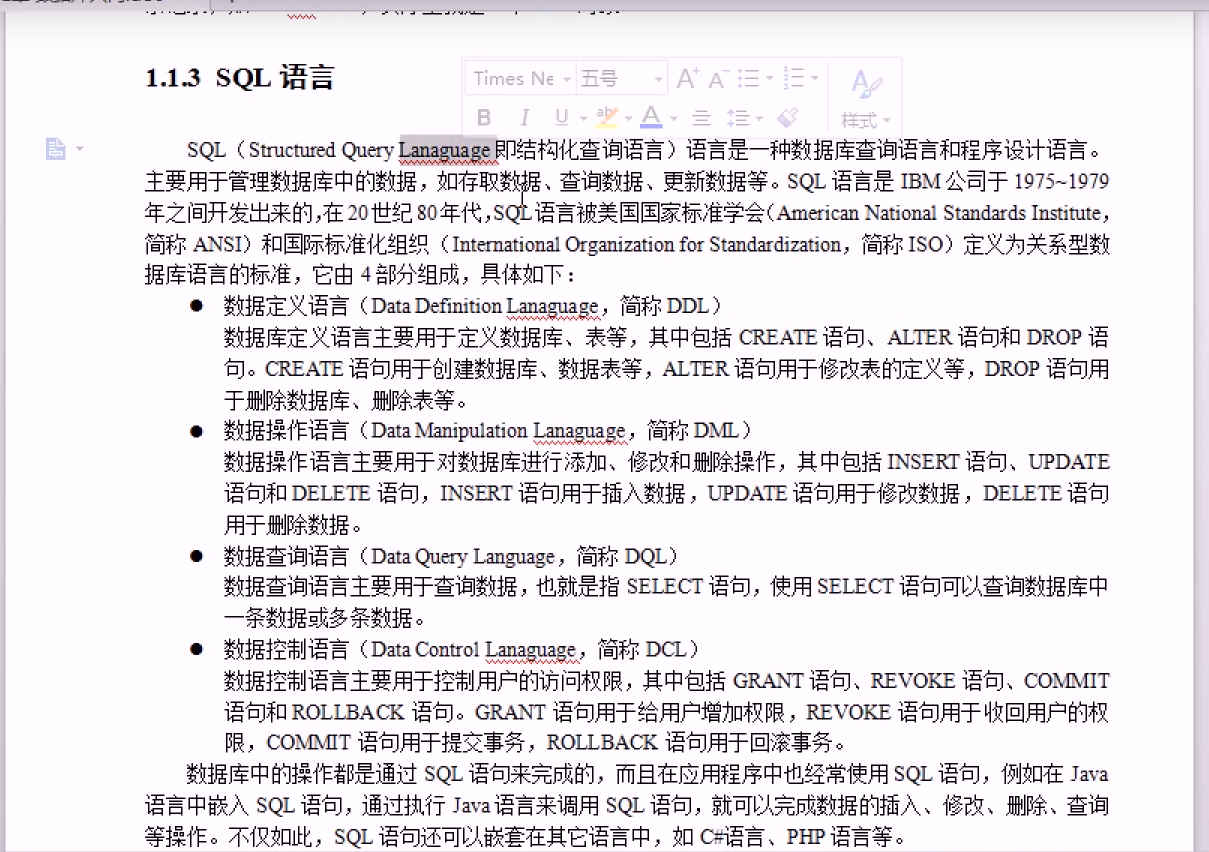 1.1.3 SQL 语言
Times Ne 五号 A+ A-
B I U ab A 样式
SQL（Structured Query Lanaguage 即结构化查询语言）语言是一种数据库查询语言和程序设计语言。
主要用于管理数据库中的数据，如存取数据、查询数据、更新数据等。SQL 语言是 IBM 公司于 1975~1979
年之间开发出来的，在 20 世纪 80 年代，SQL 语言被美国国家标准学会（American National Standards Institute，
简称 ANSI）和国际标准化组织（International Organization for Standardization，简称 ISO）定义为关系型数
据库语言的标准，它由 4 部分组成，具体如下：
● 数据定义语言（Data Definition Lanaguage，简称 DDL）
数据库定义语言主要用于定义数据库、表等，其中包括 CREATE 语句、ALTER 语句和 DROP 语
句。CREATE 语句用于创建数据库、数据表等，ALTER 语句用于修改表的定义等，DROP 语句用
于删除数据库、删除表等。
● 数据操作语言（Data Manipulation Lanaguage，简称 DML）
数据操作语言主要用于对数据库进行添加、修改和删除操作，其中包括 INSERT 语句、UPDATE
语句和 DELETE 语句，INSERT 语句用于插入数据，UPDATE 语句用于修改数据，DELETE 语句
用于删除数据。
● 数据查询语言（Data Query Language，简称 DQL）
数据查询语言主要用于查询数据，也就是指 SELECT 语句，使用 SELECT 语句可以查询数据库中
一条数据或多条数据。
● 数据控制语言（Data Control Lanaguage，简称 DCL）
数据控制语言主要用于控制用户的访问权限，其中包括 GRANT 语句、REVOKE 语句、COMMIT
语句和 ROLLBACK 语句。GRANT 语句用于给用户增加权限，REVOKE 语句用于收回用户的权
限，COMMIT 语句用于提交事务，ROLLBACK 语句用于回滚事务。
数据库中的操作都是通过 SQL 语句来完成的，而且在应用程序中也经常使用 SQL 语句，例如在 Java
语言中嵌入 SQL 语句，通过执行 Java 语言来调用 SQL 语句，就可以完成数据的插入、修改、删除、查询
等操作。不仅如此，SQL 语句还可以嵌套在其它语言中，如 C#语言、PHP 语言等。